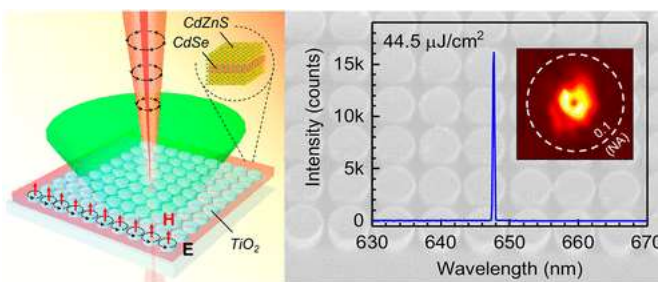 CdZnS
CdSe
H
E
TiO₂
44.5 μJ/cm²
0.1
(NA)
Intensity (counts)
15k
10k
5k
0
630 640 650 660 670
Wavelength (nm)